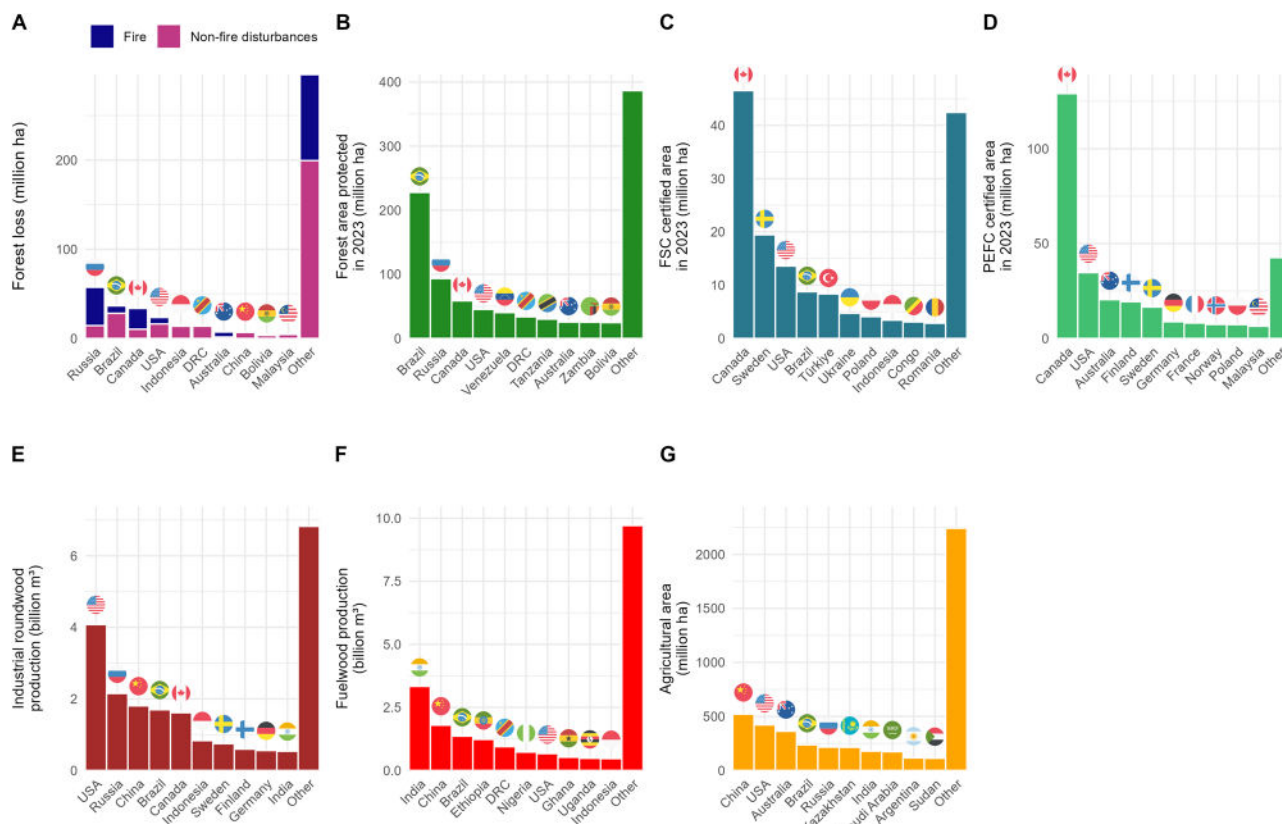 A
Fire
Non-fire disturbances
Forest loss (million ha)
200
100
0
Russia
Brazil
Canada
USA
Indonesia
DRC
Australia
China
Bolivia
Malaysia
Other
B
Forest area protected
in 2023 (million ha)
400
300
200
100
0
Brazil
Russia
Canada
USA
Venezuela
DRC
Tanzania
Australia
Zambia
Bolivia
Other
C
FSC certified area
in 2023 (million ha)
40
30
20
10
0
Canada
Sweden
USA
Brazil
Türkiye
Ukraine
Poland
Indonesia
Congo
Romania
Other
D
PEFC certified area
in 2023 (million ha)
100
50
0
Canada
USA
Australia
Finland
Sweden
Germany
France
Norway
Poland
Malaysia
Other
E
Industrial roundwood
production (billion m³)
6
4
2
0
USA
Russia
China
Brazil
Canada
Indonesia
Sweden
Finland
Germany
India
Other
F
Fuelwood production
(billion m³)
10.0
7.5
5.0
2.5
0.0
India
China
Brazil
Ethiopia
DRC
Nigeria
USA
Ghana
Uganda
Indonesia
Other
G
Agricultural area
(million ha)
2000
1500
1000
500
0
China
USA
Australia
Brazil
Russia
Kazakhstan
India
audi Arabia
Argentina
Sudan
Other